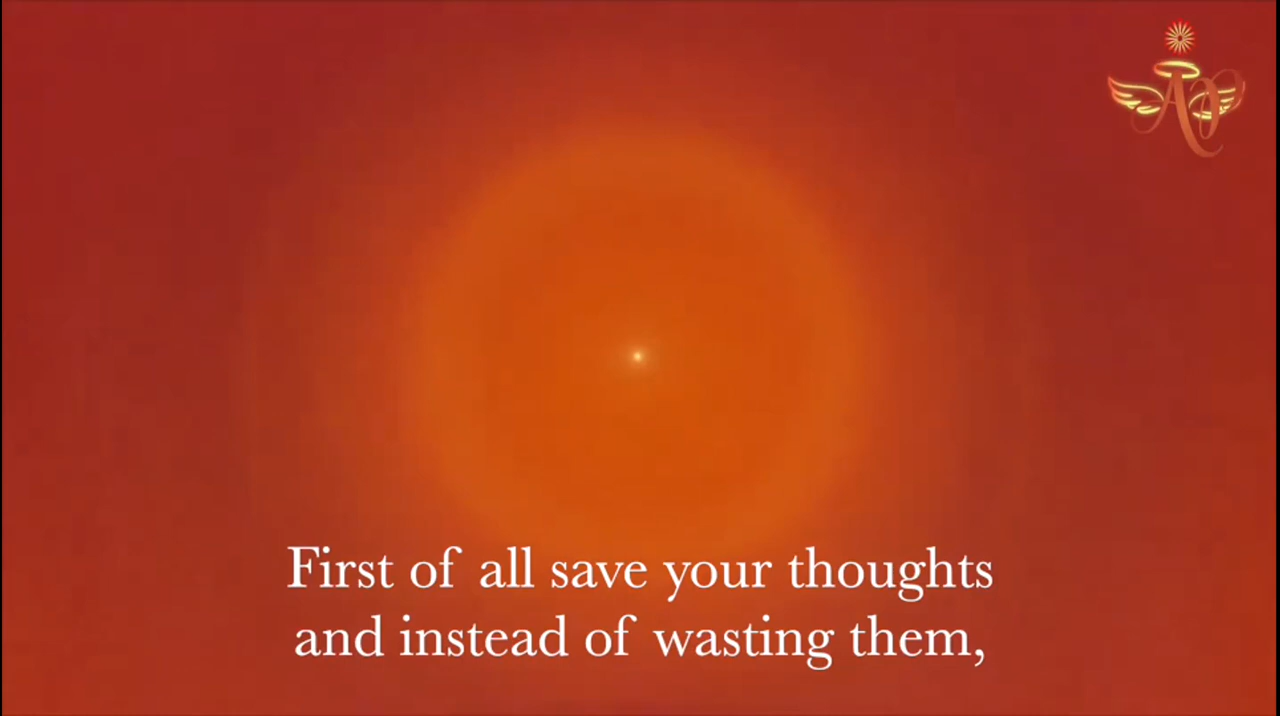 First of all save your thoughts
and instead of wasting them,